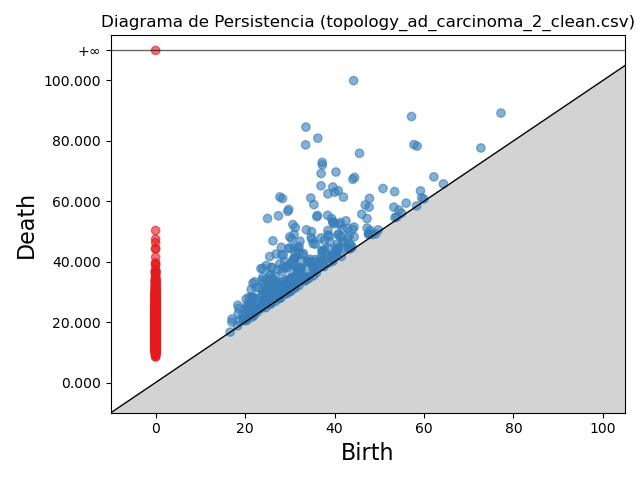 Diagrama de Persistencia (topology_ad_carcinoma_2_clean.csv)
+∞
100.000
80.000
60.000
40.000
20.000
0.000
Death
0 20 40 60 80 100
Birth